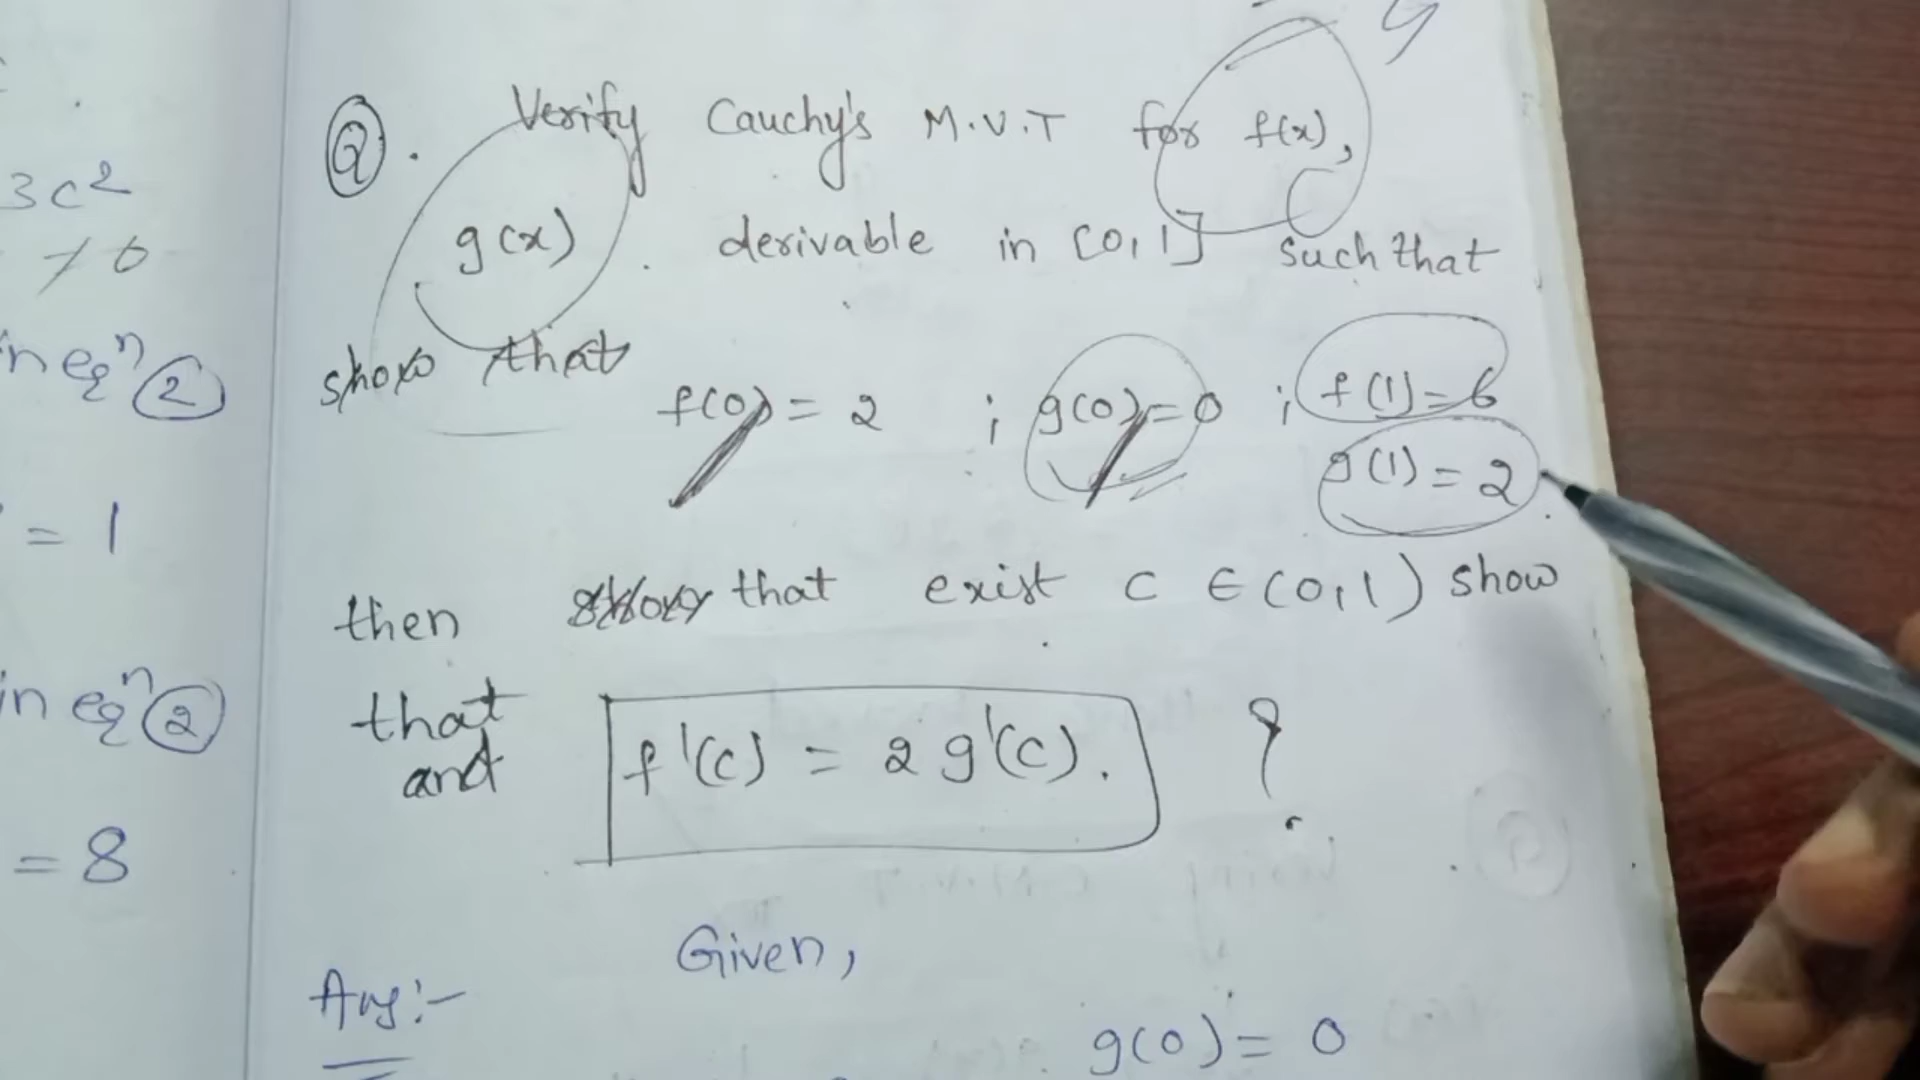 3c²
≠ 0
in eqⁿ ②
= 1
in eqⁿ ②
= 8
Q. Verify Cauchy's M.V.T for f(x),
g(x) derivable in [0,1] such that
show that
f(0) = 2 ; g(0) = 0 ; f(1) = 6
g(1) = 2
then show that exist c ∈ (0,1) show
that
and f'(c) = 2 g'(c). ?
Ans:- Given,
g(0) = 0